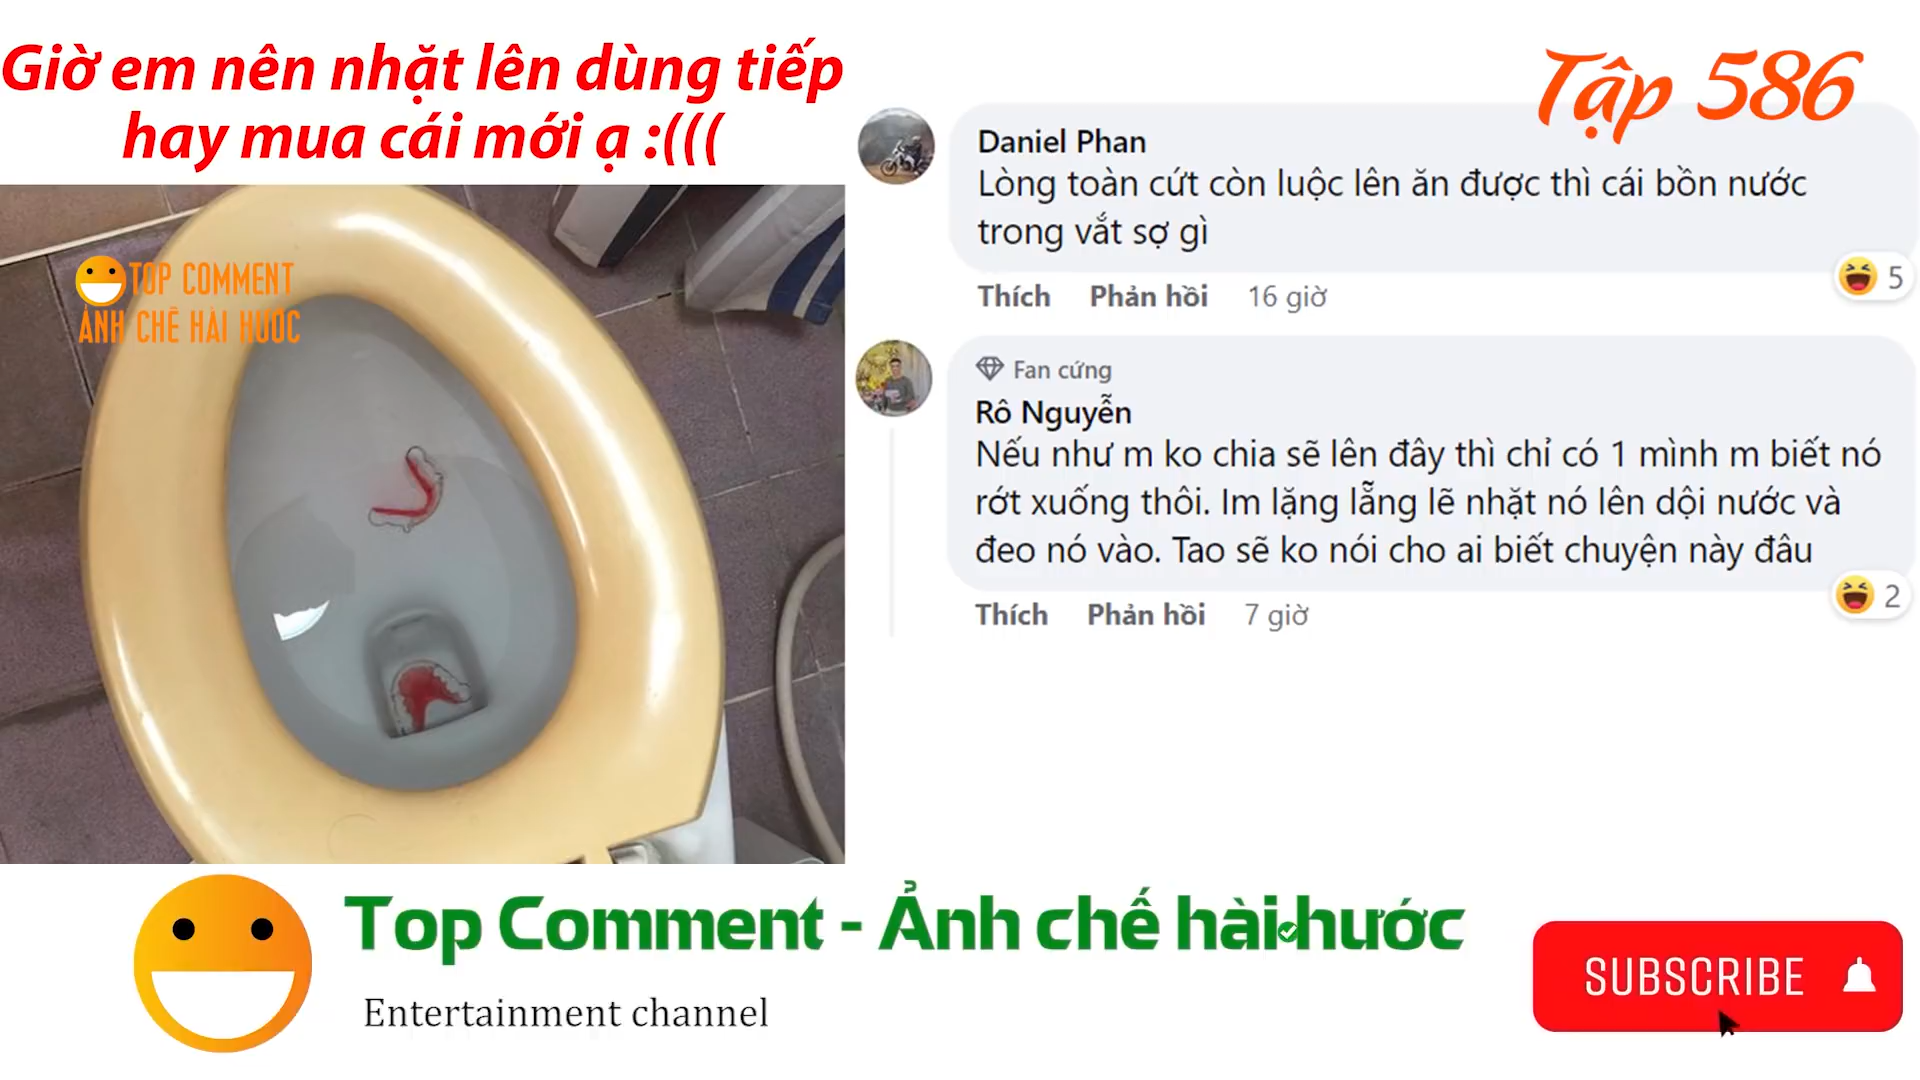 Giờ em nên nhặt lên dùng tiếp
hay mua cái mới ạ :(((
Tập 586
TOP COMMENT
ẢNH CHẾ HÀI HƯỚC
Daniel Phan
Lòng toàn cứt còn luộc lên ăn được thì cái bồn nước
trong vắt sợ gì
5
Thích Phản hồi 16 giờ
Fan cứng
Rô Nguyễn
Nếu như m ko chia sẽ lên đây thì chỉ có 1 mình m biết nó
rớt xuống thôi. Im lặng lẵng lẽ nhặt nó lên dội nước và
đeo nó vào. Tao sẽ ko nói cho ai biết chuyện này đâu
2
Thích Phản hồi 7 giờ
Top Comment - Ảnh chế hài hước
Entertainment channel
SUBSCRIBE